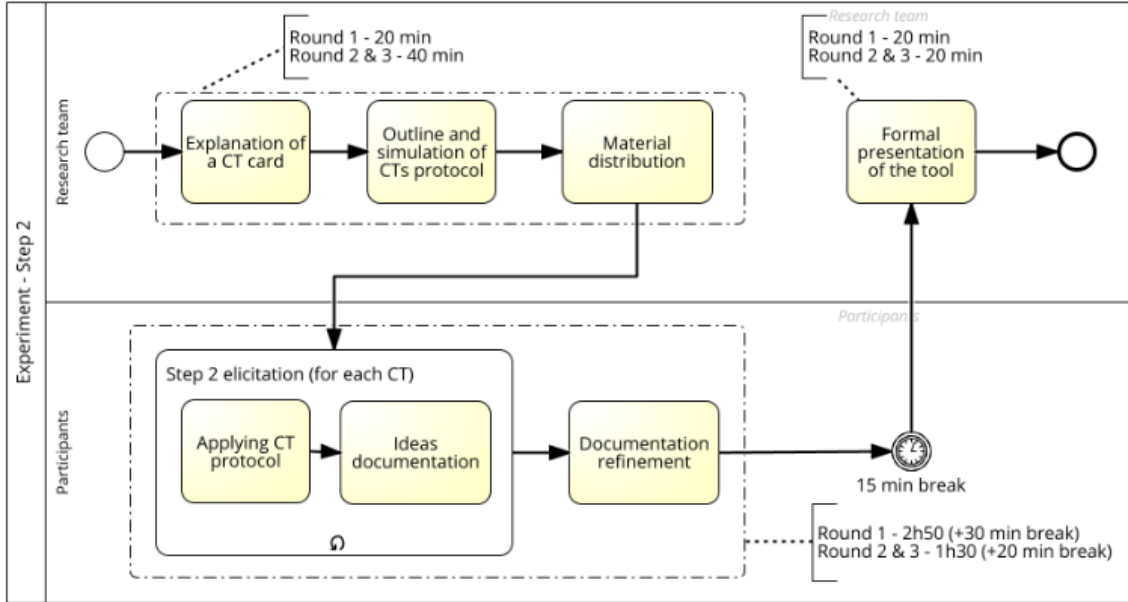 Experiment - Step 2
Research team
Research team
Round 1 - 20 min
Round 2 & 3 - 40 min
Round 1 - 20 min
Round 2 & 3 - 20 min
Explanation of
a CT card
Outline and
simulation of
CTs protocol
Material
distribution
Formal
presentation
of the tool
Participants
Participants
Step 2 elicitation (for each CT)
Applying CT
protocol
Ideas
documentation
Documentation
refinement
15 min break
Round 1 - 2h50 (+30 min break)
Round 2 & 3 - 1h30 (+20 min break)